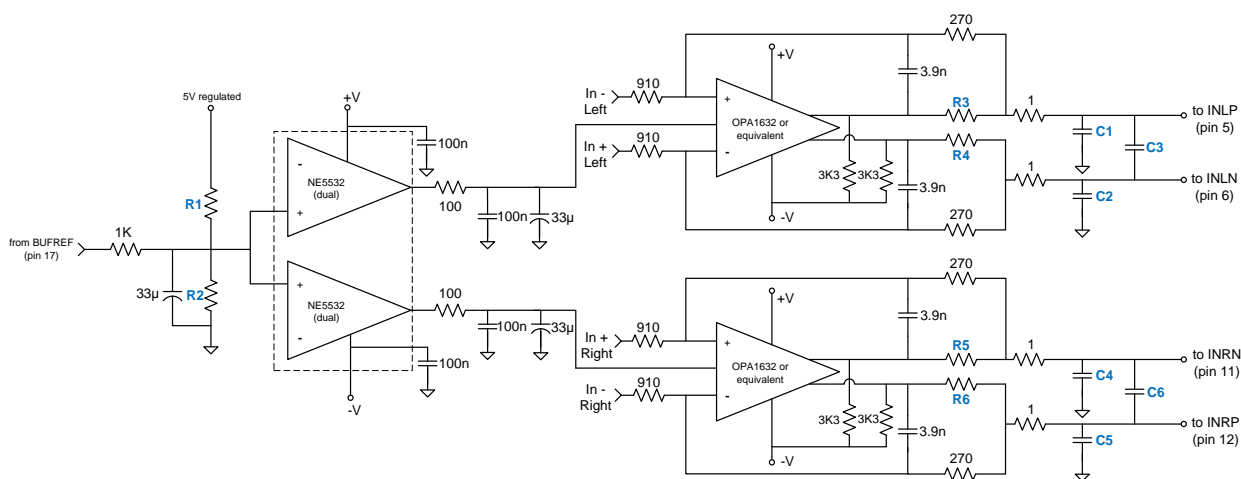 5V regulated
R1
from BUFREF
(pin 17)
1K
33µ
R2
+V
100n
-
NE5532
(dual)
+
100
100n
33µ
+
NE5532
(dual)
-
100
100n
33µ
100n
-V
In -
Left
910
In +
Left
910
+V
+
OPA1632 or
equivalent
-
-V
3K3
3K3
270
3.9n
R3
R4
3.9n
270
1
1
C1
C2
C3
to INLP
(pin 5)
to INLN
(pin 6)
In +
Right
910
In -
Right
910
+V
+
OPA1632 or
equivalent
-
-V
3K3
3K3
270
3.9n
R5
R6
3.9n
270
1
1
C4
C5
C6
to INRN
(pin 11)
to INRP
(pin 12)